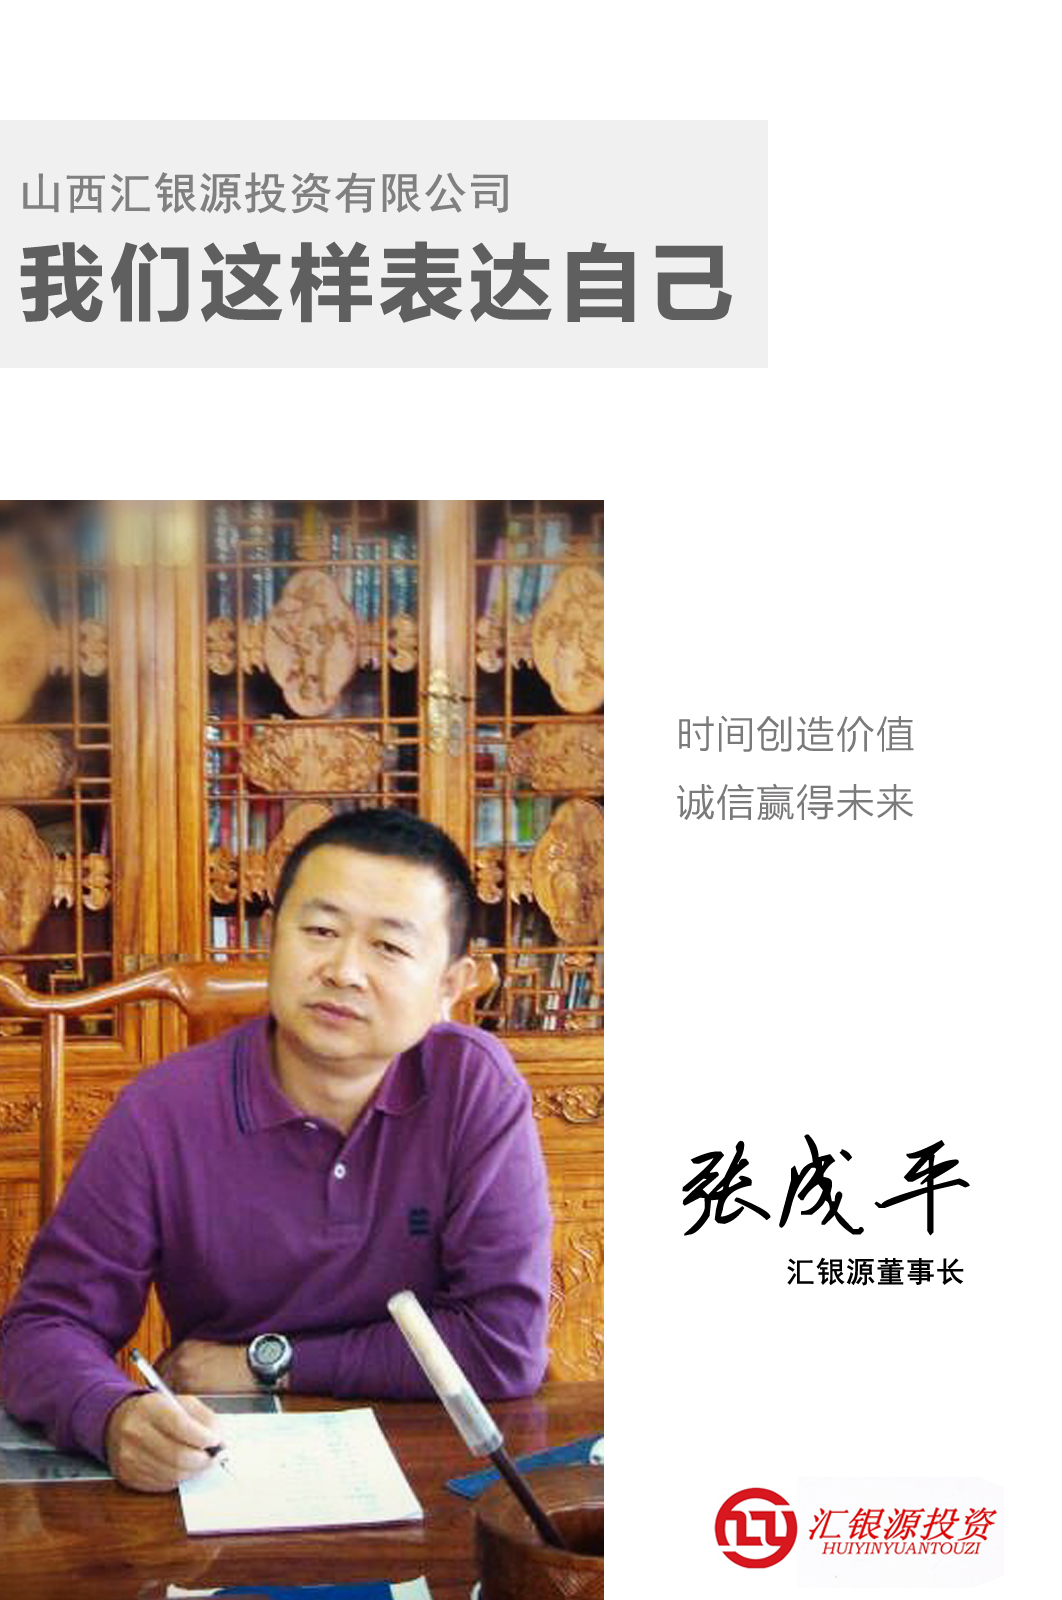 山西汇银源投资有限公司
我们这样表达自己
时间创造价值
诚信赢得未来
张成平
汇银源董事长
汇银源投资
HUIYINYUANTOUZI